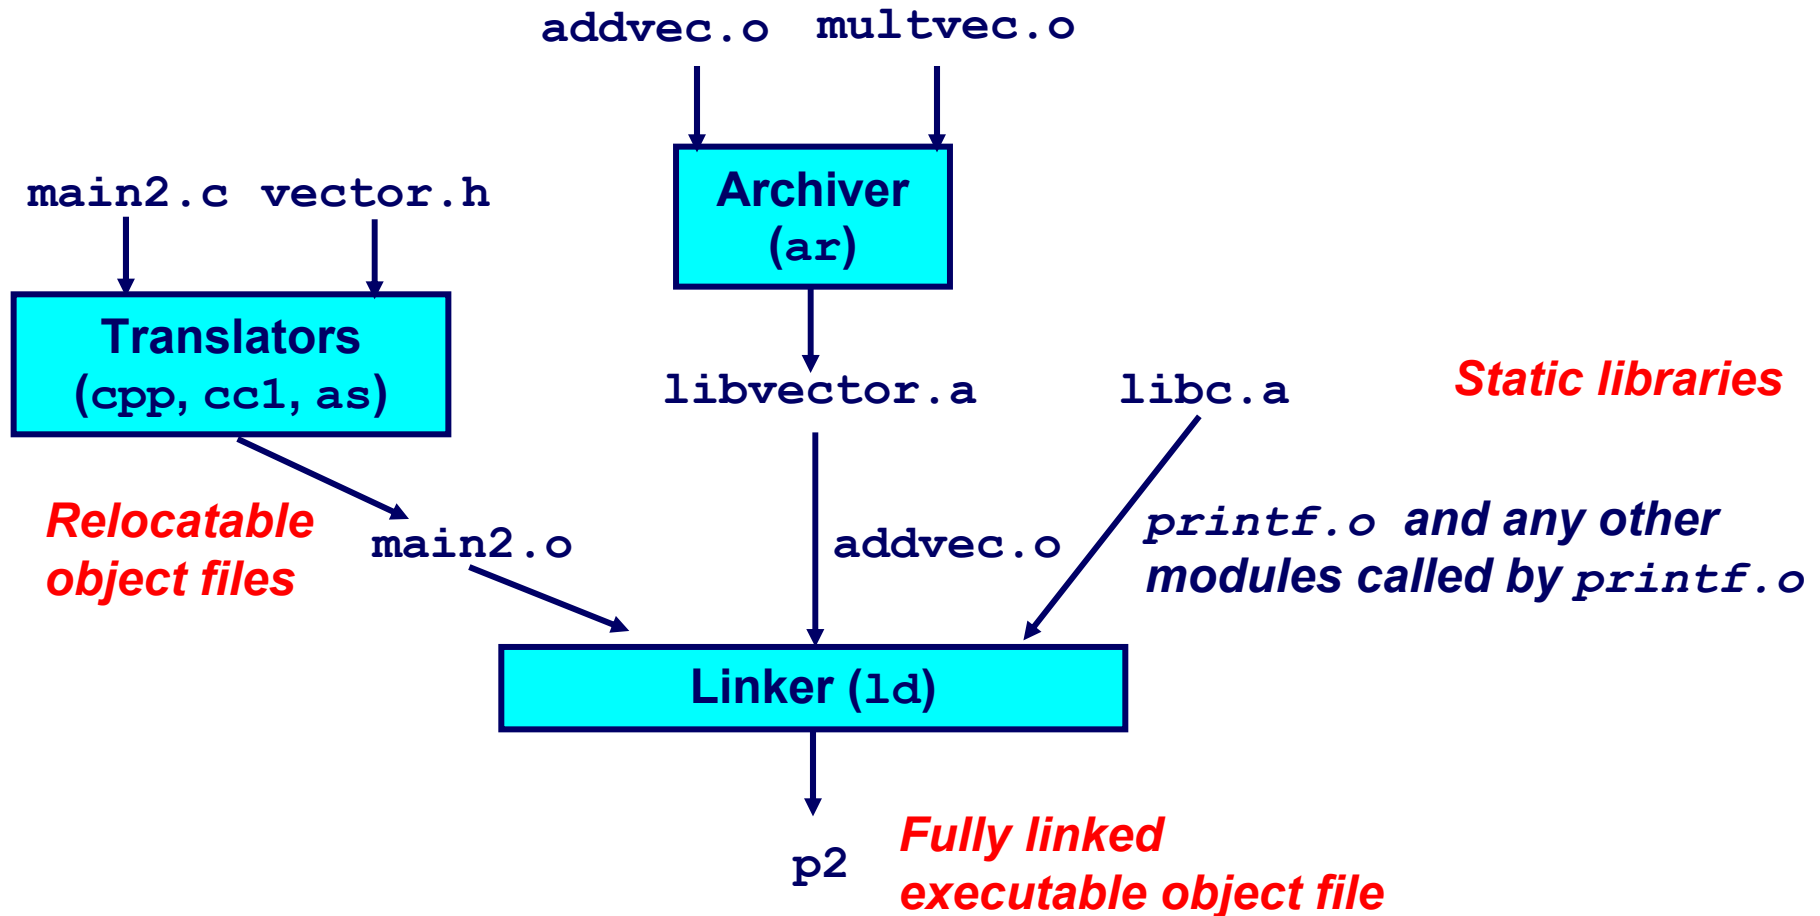 addvec.o multvec.o
main2.c vector.h
Archiver
(ar)
Translators
(cpp, cc1, as)
libvector.a
libc.a
Static libraries
Relocatable
object files
main2.o
addvec.o
printf.o and any other
modules called by printf.o
Linker (ld)
p2
Fully linked
executable object file